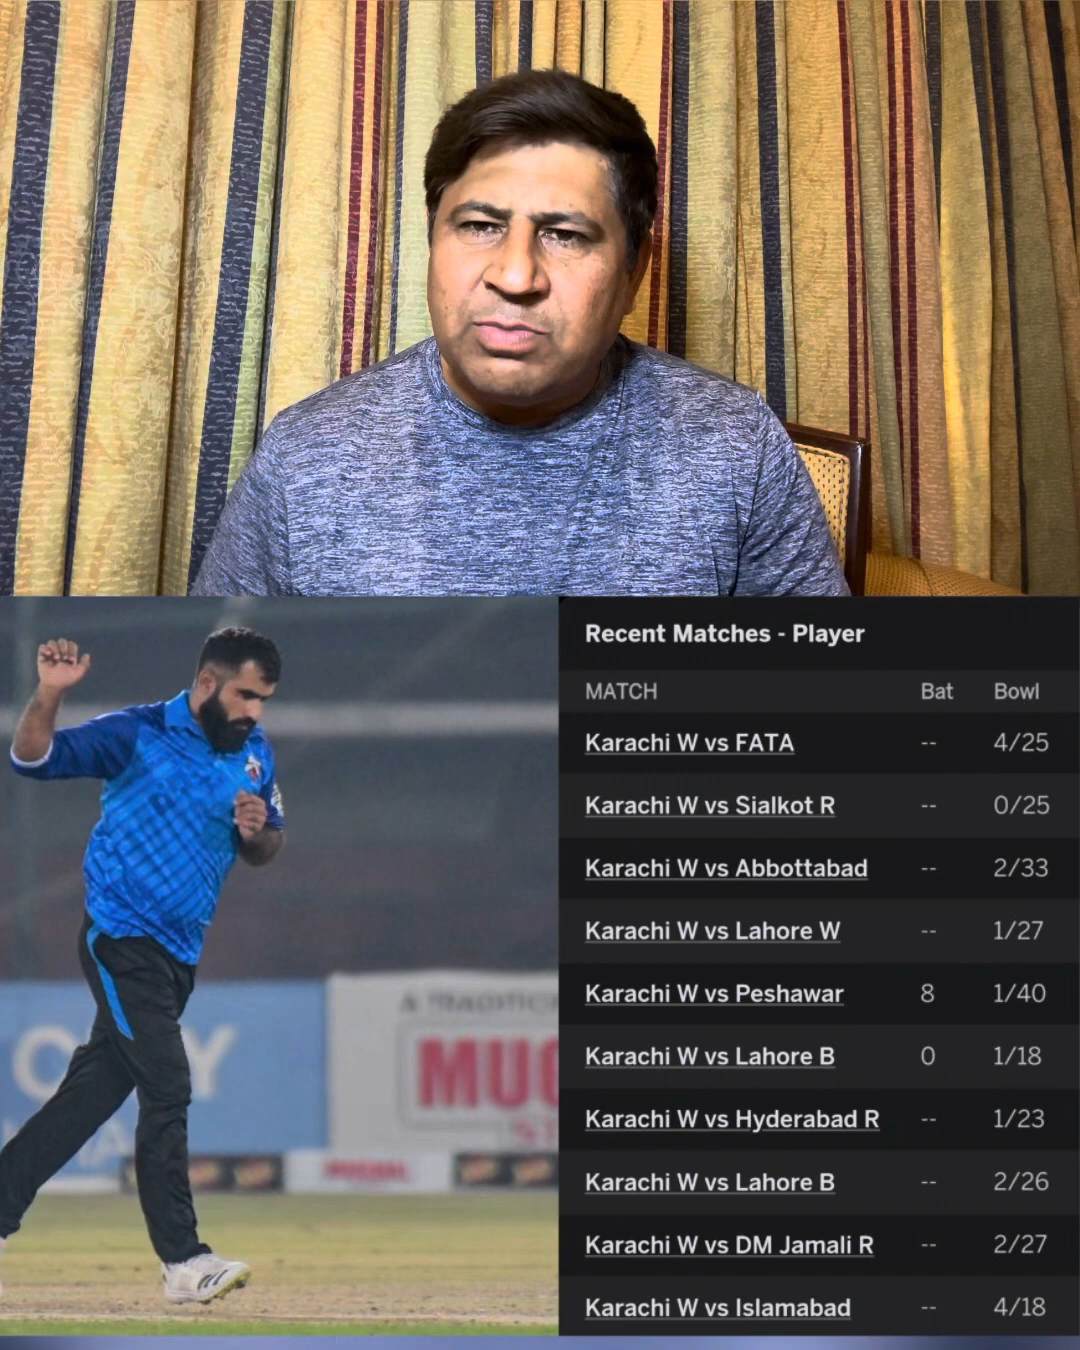 Recent Matches - Player
MATCH Bat Bowl
Karachi W vs FATA -- 4/25
Karachi W vs Sialkot R -- 0/25
Karachi W vs Abbottabad -- 2/33
Karachi W vs Lahore W -- 1/27
Karachi W vs Peshawar 8 1/40
Karachi W vs Lahore B 0 1/18
Karachi W vs Hyderabad R -- 1/23
Karachi W vs Lahore B -- 2/26
Karachi W vs DM Jamali R -- 2/27
Karachi W vs Islamabad -- 4/18
A TRADITIO
MUG